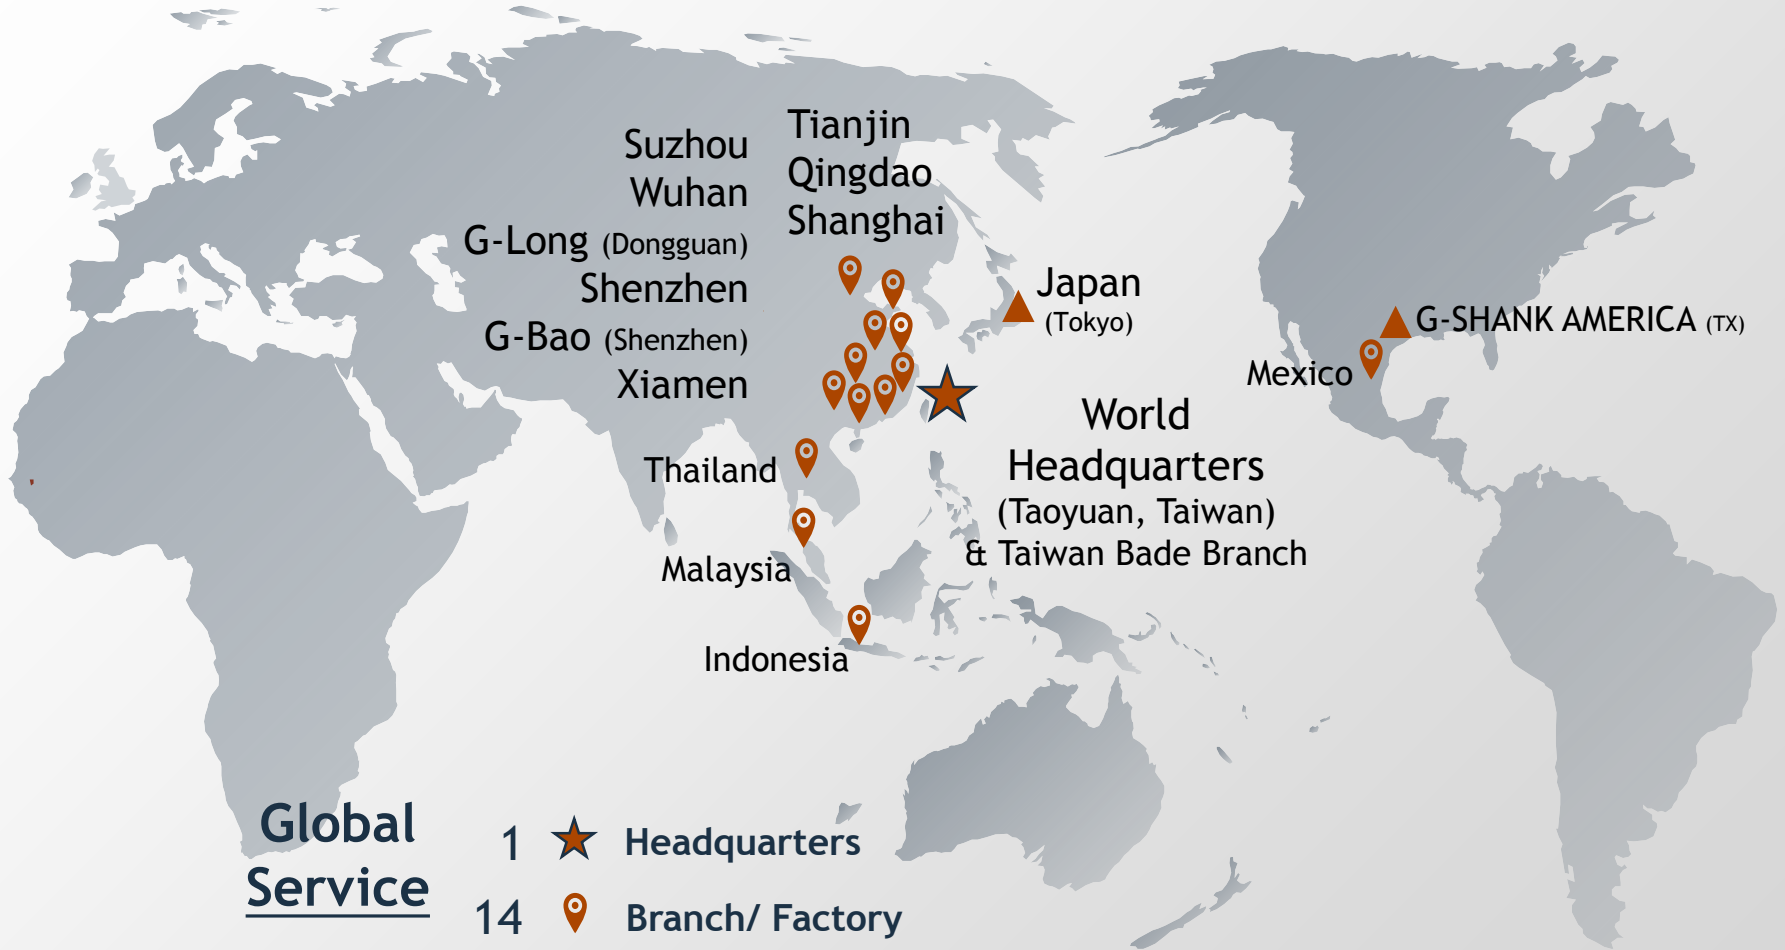 Suzhou
Wuhan
G-Long (Dongguan)
Shenzhen
G-Bao (Shenzhen)
Xiamen
Tianjin
Qingdao
Shanghai
Japan
(Tokyo)
G-SHANK AMERICA (TX)
Mexico
World
Headquarters
(Taoyuan, Taiwan)
& Taiwan Bade Branch
Thailand
Malaysia
Indonesia
Global
Service
1 Headquarters
14 Branch/ Factory